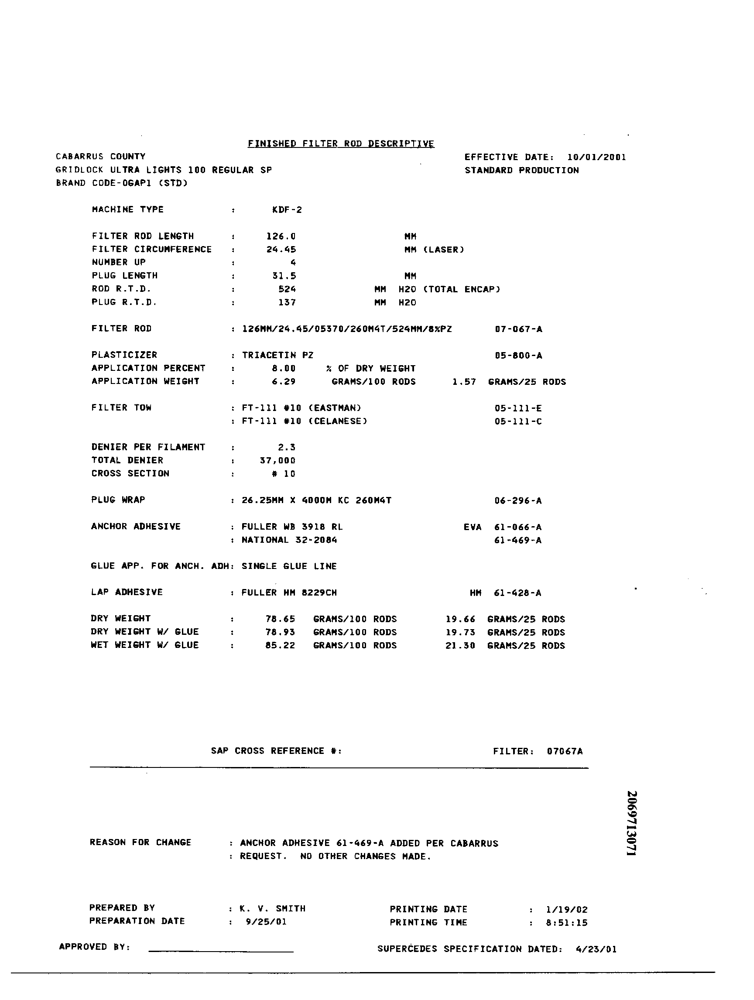 FINISHED FILTER ROD DESCRIPTIVE
CABARRUS COUNTY EFFECTIVE DATE: 10/01/2001
GRIDLOCK ULTRA LIGHTS 100 REGULAR SP STANDARD PRODUCTION
BRAND CODE-OGAP1 (STD)
MACHINE TYPE : KDF-2
FILTER ROD LENGTH : 126.0 MM
FILTER CIRCUMFERENCE : 24.45 MM (LASER)
NUMBER UP : 4
PLUG LENGTH : 31.5 MM
ROD R.T.D. : 524 MM H2O (TOTAL ENCAP)
PLUG R.T.D. : 137 MM H2O
FILTER ROD : 126MM/24.45/05370/260M4T/524MM/8%PZ 07-067-A
PLASTICIZER : TRIACETIN PZ 05-800-A
APPLICATION PERCENT : 8.00 % OF DRY WEIGHT
APPLICATION WEIGHT : 6.29 GRAMS/100 RODS 1.57 GRAMS/25 RODS
FILTER TOW : FT-111 #10 (EASTMAN) 05-111-E
: FT-111 #10 (CELANESE) 05-111-C
DENIER PER FILAMENT : 2.3
TOTAL DENIER : 37,000
CROSS SECTION : # 10
PLUG WRAP : 26.25MM X 4000M KC 260M4T 06-296-A
ANCHOR ADHESIVE : FULLER WB 3918 RL EVA 61-066-A
: NATIONAL 32-2084 61-469-A
GLUE APP. FOR ANCH. ADH: SINGLE GLUE LINE
LAP ADHESIVE : FULLER HM 8229CH HM 61-428-A
DRY WEIGHT : 78.65 GRAMS/100 RODS 19.66 GRAMS/25 RODS
DRY WEIGHT W/ GLUE : 78.93 GRAMS/100 RODS 19.73 GRAMS/25 RODS
WET WEIGHT W/ GLUE : 85.22 GRAMS/100 RODS 21.30 GRAMS/25 RODS
SAP CROSS REFERENCE #: FILTER: 07067A
2069713071
REASON FOR CHANGE : ANCHOR ADHESIVE 61-469-A ADDED PER CABARRUS
: REQUEST. NO OTHER CHANGES MADE.
PREPARED BY : K. V. SMITH PRINTING DATE : 1/19/02
PREPARATION DATE : 9/25/01 PRINTING TIME : 8:51:15
APPROVED BY: SUPERCEDES SPECIFICATION DATED: 4/23/01